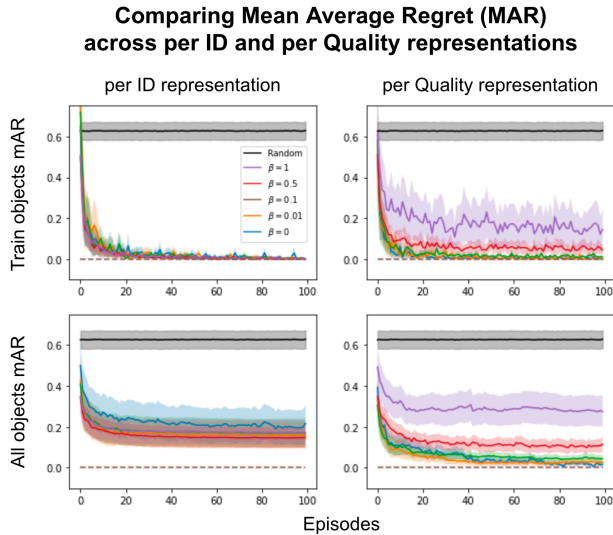 Comparing Mean Average Regret (MAR)
across per ID and per Quality representations
per ID representation
per Quality representation
Train objects mAR
0.6
0.4
0.2
0.0
Random
β = 1
β = 0.5
β = 0.1
β = 0.01
β = 0
0 20 40 60 80 100
0.6
0.4
0.2
0.0
0 20 40 60 80 100
All objects mAR
0.6
0.4
0.2
0.0
0 20 40 60 80 100
0.6
0.4
0.2
0.0
0 20 40 60 80 100
Episodes